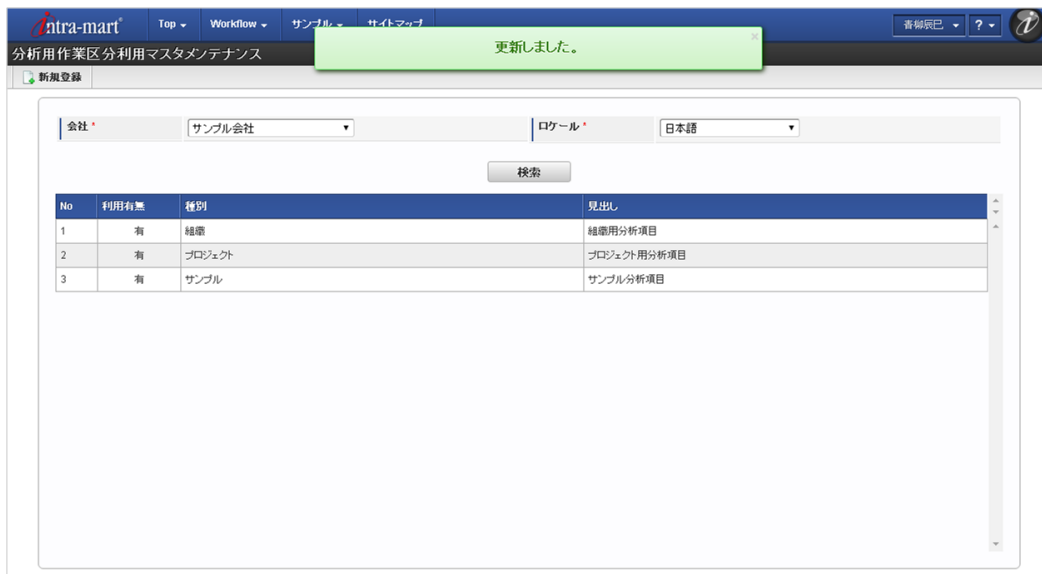 intra-mart Top Workflow サンプル サイトマップ 青柳辰巳 ?
更新しました。 ×
分析用作業区分利用マスタメンテナンス
新規登録
会社 * サンプル会社 ロケール * 日本語
検索
No 利用有無 種別 見出し
1 有 組織 組織用分析項目
2 有 プロジェクト プロジェクト用分析項目
3 有 サンプル サンプル分析項目